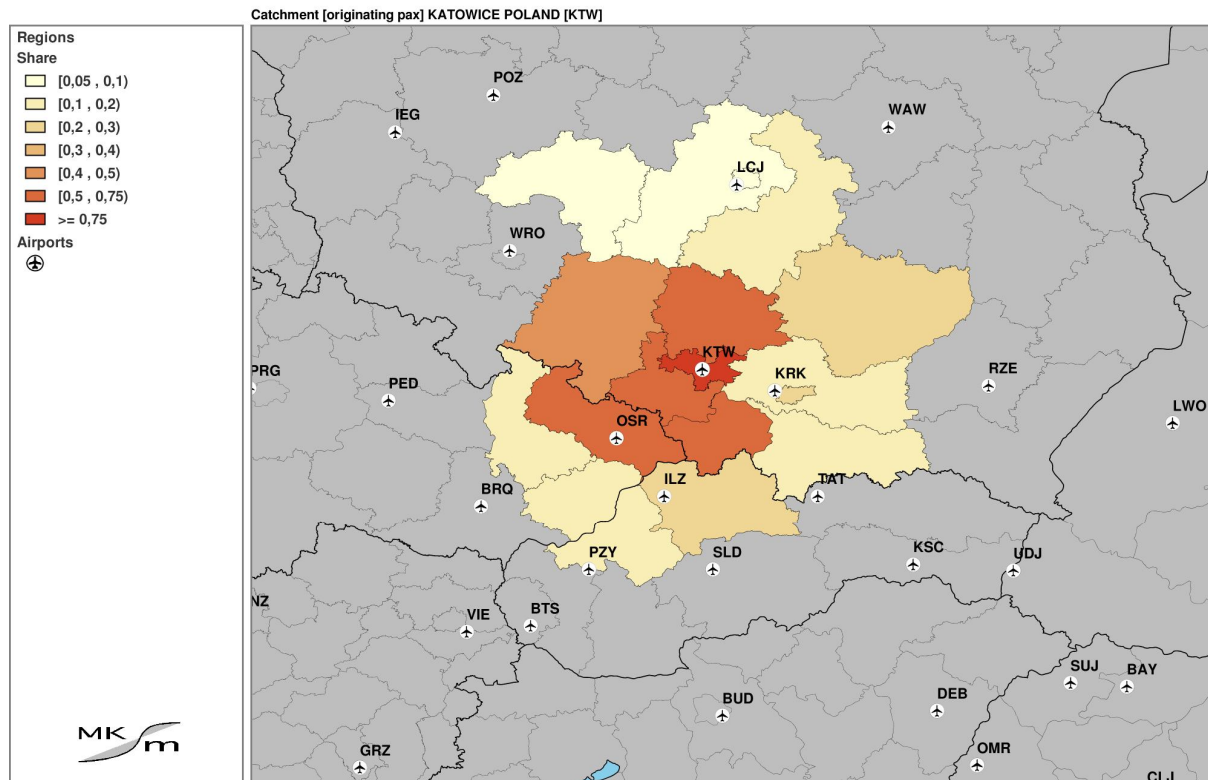 Catchment [originating pax] KATOWICE POLAND [KTW]
Regions
Share
[0,05 , 0,1)
[0,1 , 0,2)
[0,2 , 0,3)
[0,3 , 0,4)
[0,4 , 0,5)
[0,5 , 0,75)
>= 0,75
Airports
POZ
IEG
WAW
LCJ
WRO
KTW
KRK
RZE
PRG
PED
LWO
OSR
BRQ
ILZ
TAT
PZY
SLD
KSC
UDJ
NZ
VIE
BTS
SUJ
BAY
BUD
DEB
GRZ
OMR
CLJ
MK
m